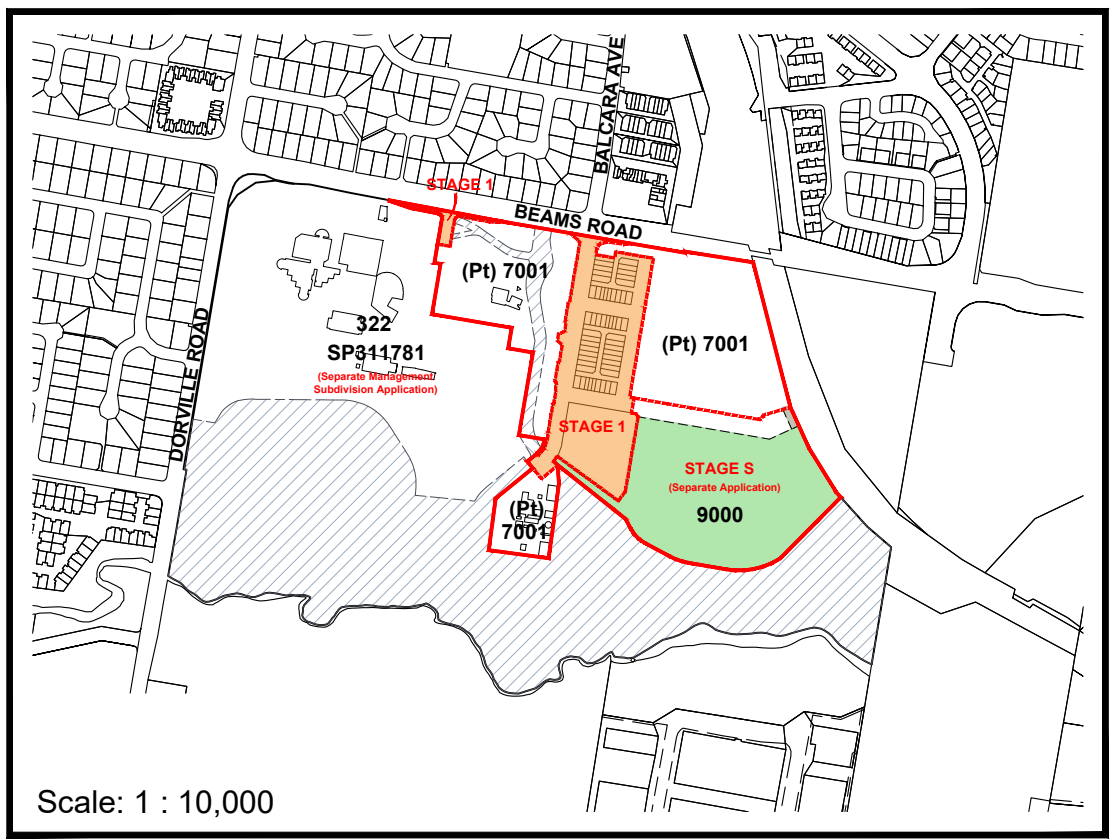 BALCARA AVE
STAGE 1
BEAMS ROAD
(Pt) 7001
322
SP311781
(Separate Management
Subdivision Application)
(Pt) 7001
DORVILLE ROAD
STAGE 1
STAGE S
(Separate Application)
9000
(Pt)
7001
Scale: 1 : 10,000